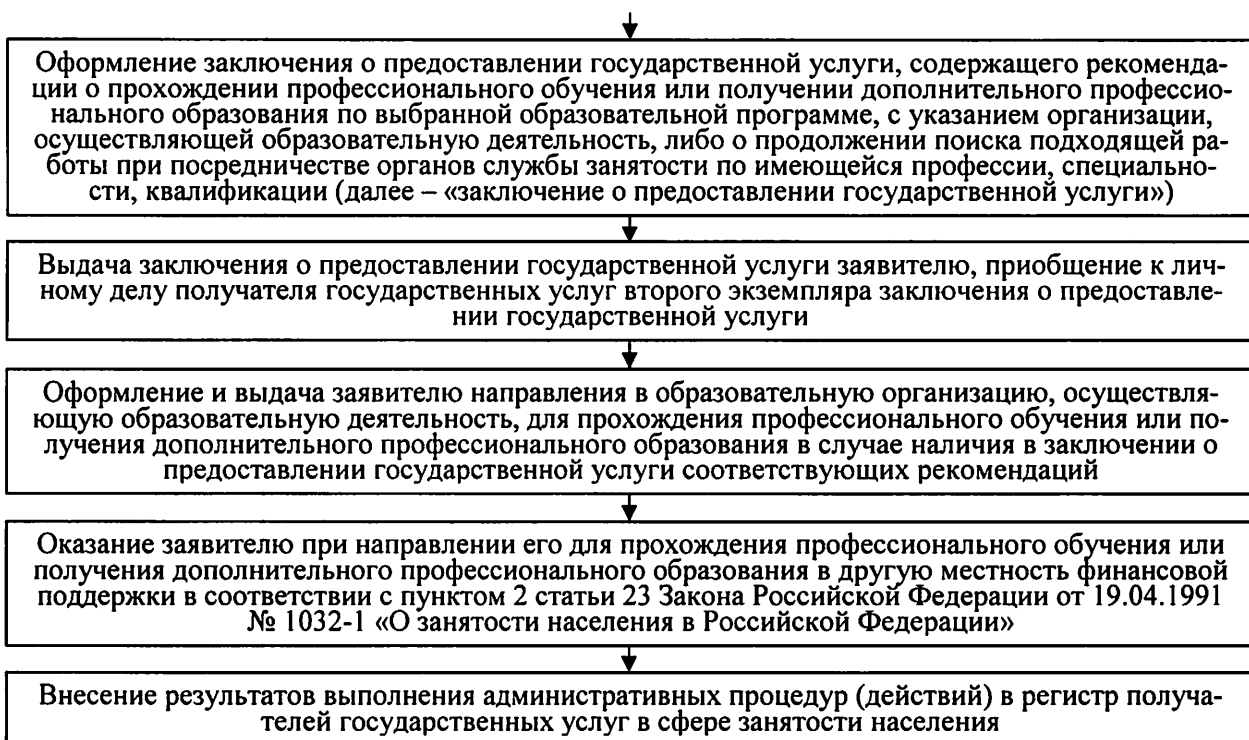 Оформление заключения о предоставлении государственной услуги, содержащего рекоменда-
ции о прохождении профессионального обучения или получении дополнительного профессио-
нального образования по выбранной образовательной программе, с указанием организации,
осуществляющей образовательную деятельность, либо о продолжении поиска подходящей ра-
боты при посредничестве органов службы занятости по имеющейся профессии, специально-
сти, квалификации (далее – «заключение о предоставлении государственной услуги»)
Выдача заключения о предоставлении государственной услуги заявителю, приобщение к лич-
ному делу получателя государственных услуг второго экземпляра заключения о предоставле-
нии государственной услуги
Оформление и выдача заявителю направления в образовательную организацию, осуществля-
ющую образовательную деятельность, для прохождения профессионального обучения или по-
лучения дополнительного профессионального образования в случае наличия в заключении о
предоставлении государственной услуги соответствующих рекомендаций
Оказание заявителю при направлении его для прохождения профессионального обучения или
получения дополнительного профессионального образования в другую местность финансовой
поддержки в соответствии с пунктом 2 статьи 23 Закона Российской Федерации от 19.04.1991
№ 1032-1 «О занятости населения в Российской Федерации»
Внесение результатов выполнения административных процедур (действий) в регистр получа-
телей государственных услуг в сфере занятости населения